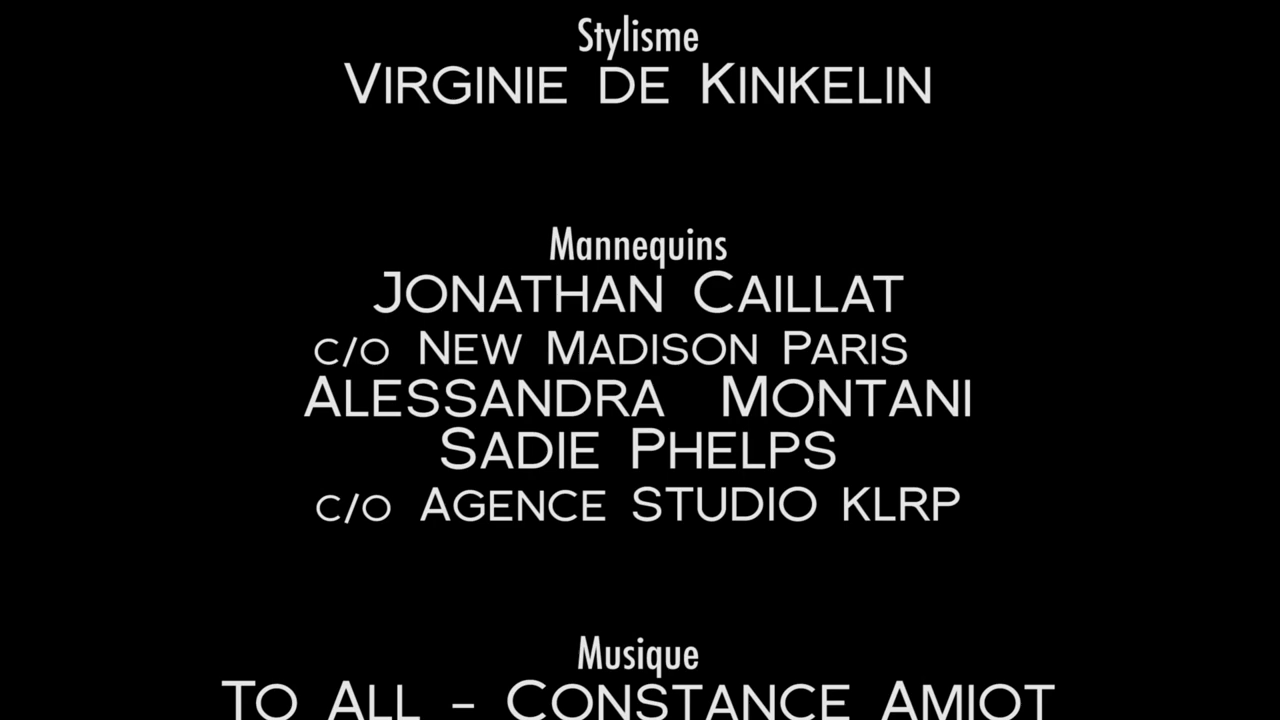 Stylisme
Virginie de Kinkelin
Mannequins
Jonathan Caillat
c/o New Madison Paris
Alessandra Montani
Sadie Phelps
c/o Agence STUDIO KLRP
Musique
To All - Constance Amiot